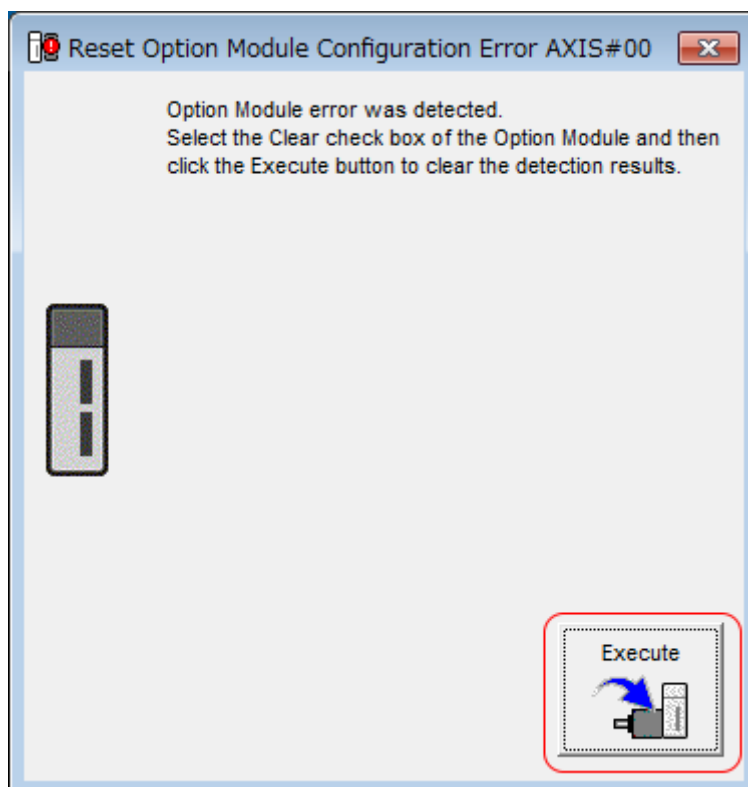 Reset Option Module Configuration Error AXIS#00
Option Module error was detected.
Select the Clear check box of the Option Module and then
click the Execute button to clear the detection results.
Execute